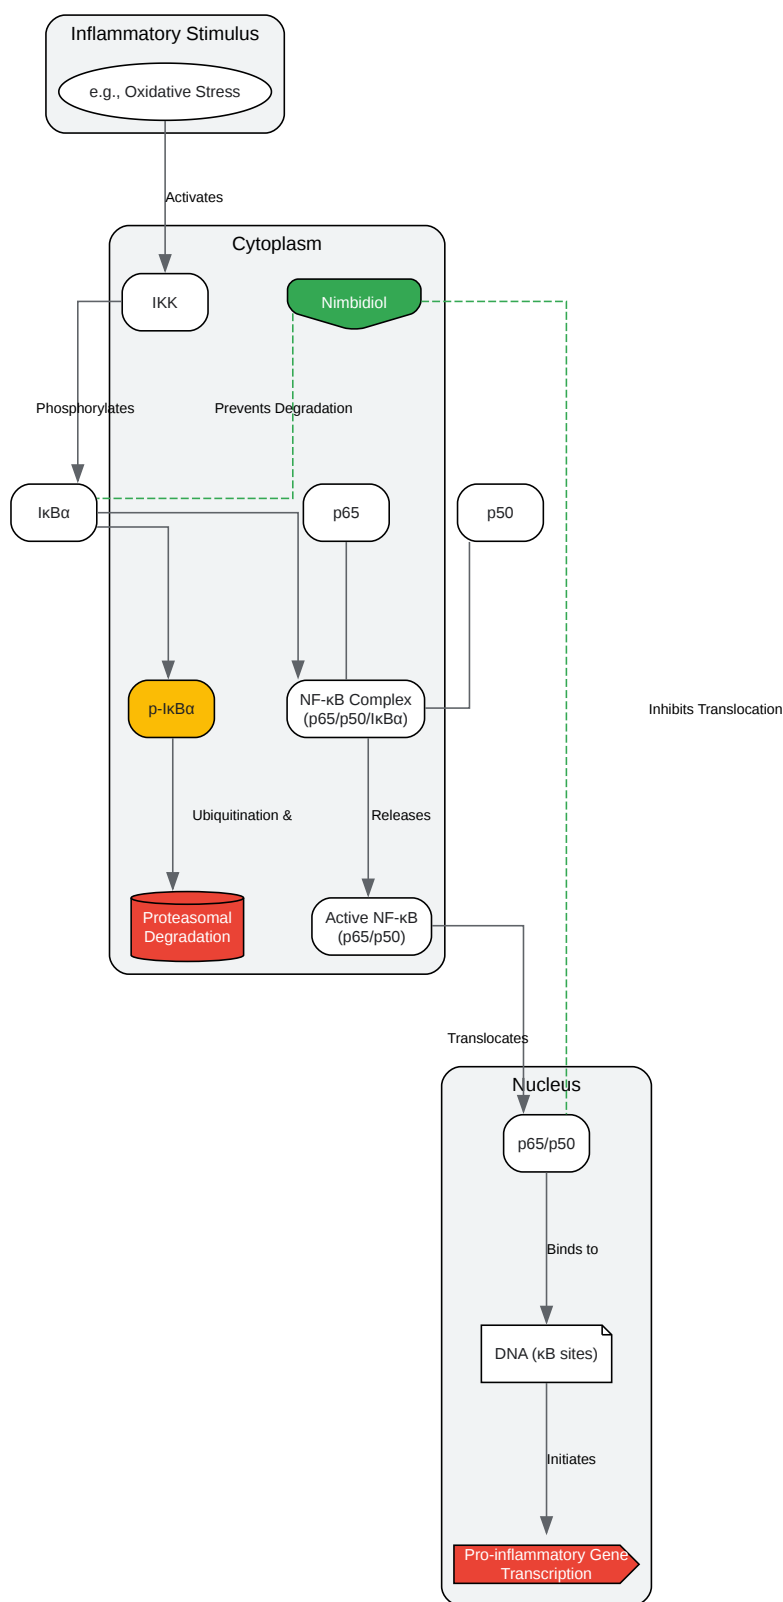 Inflammatory Stimulus
e.g., Oxidative Stress
Activates
Cytoplasm
IKK
Nimbidiol
Phosphorylates
Prevents Degradation
IκBα
p65
p50
p-IκBα
NF-κB Complex
(p65/p50/IκBα)
Inhibits Translocation
Ubiquitination &
Releases
Proteasomal
Degradation
Active NF-κB
(p65/p50)
Translocates
Nucleus
p65/p50
Binds to
DNA (κB sites)
Initiates
Pro-inflammatory Gene
Transcription